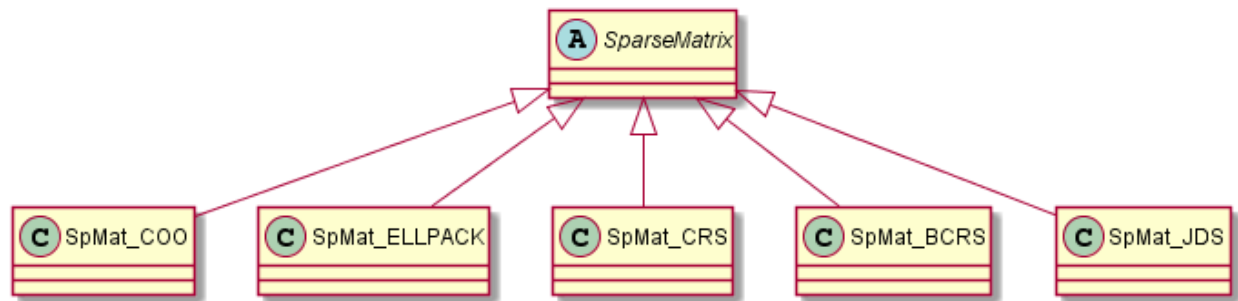 A SparseMatrix
C SpMat_COO
C SpMat_ELLPACK
C SpMat_CRS
C SpMat_BCRS
C SpMat_JDS